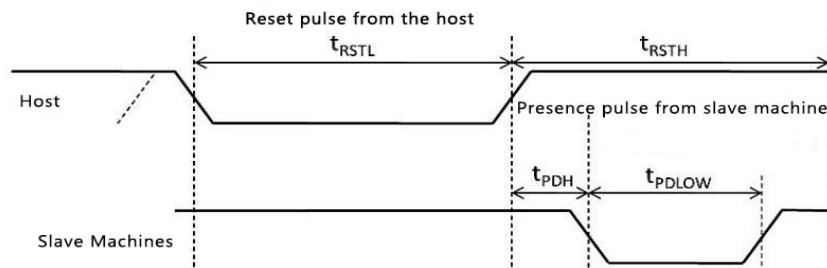 Reset pulse from the host
tRSTL
tRSTH
Host
Presence pulse from slave machine
tPDH
tPDLOW
Slave Machines